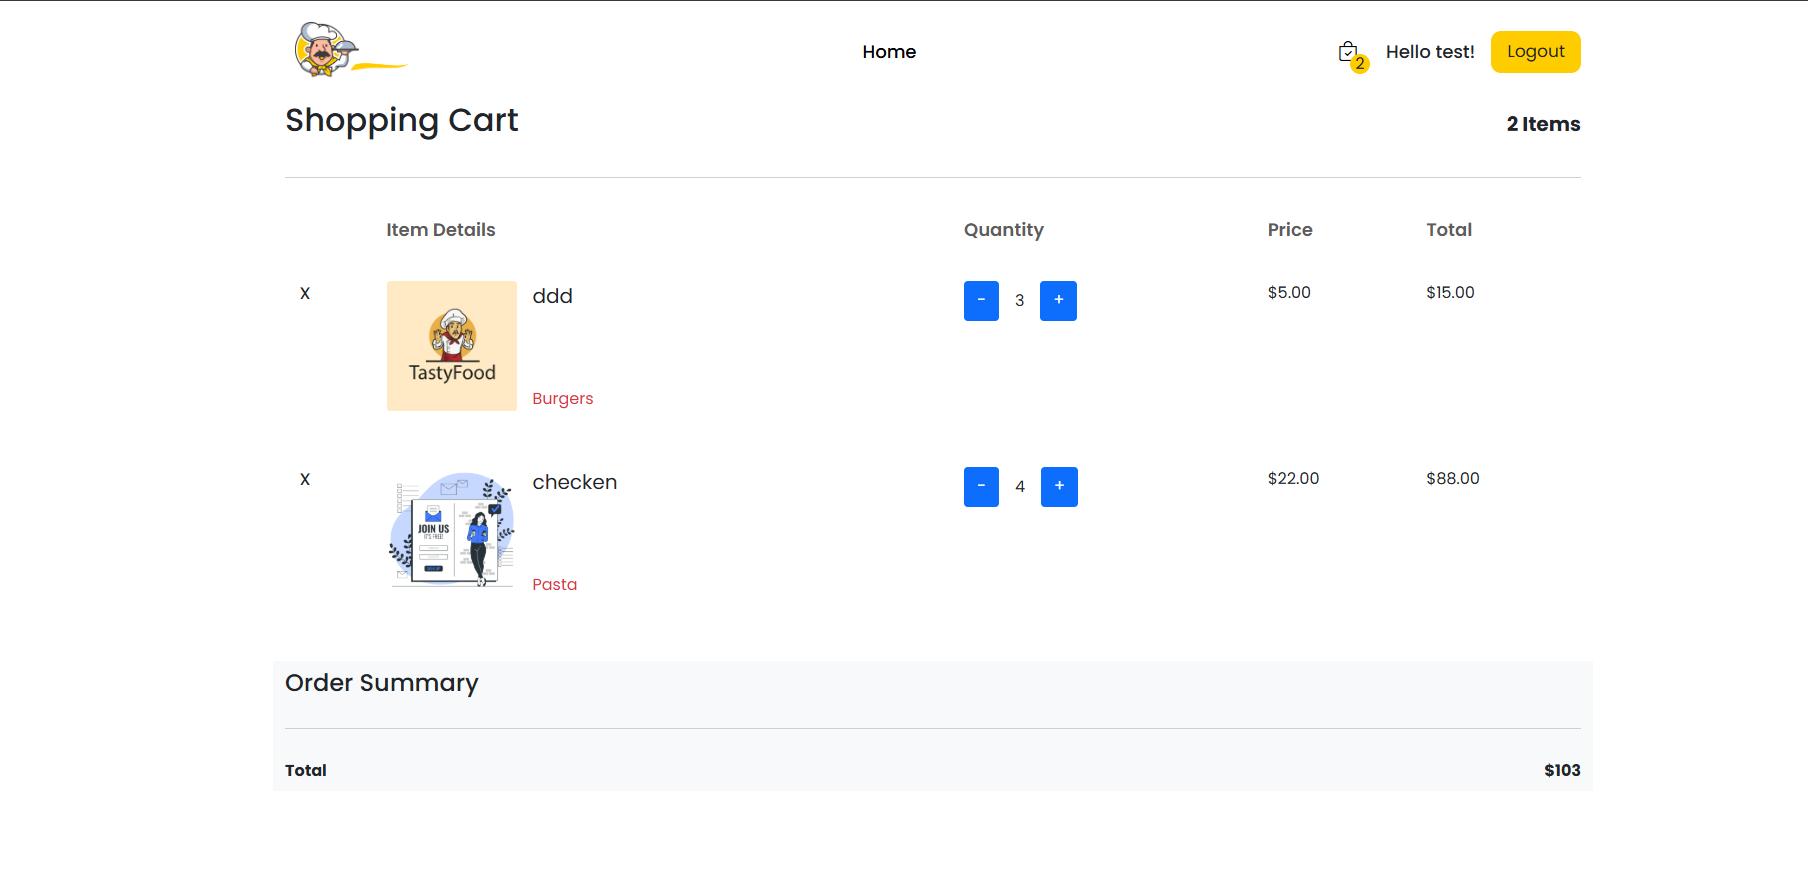 Home
2
Hello test!
Logout
Shopping Cart
2 Items
Item Details
Quantity
Price
Total
X
TastyFood
ddd
Burgers
-
3
+
$5.00
$15.00
X
JOIN US
IT'S FREE!
checken
Pasta
-
4
+
$22.00
$88.00
Order Summary
Total
$103